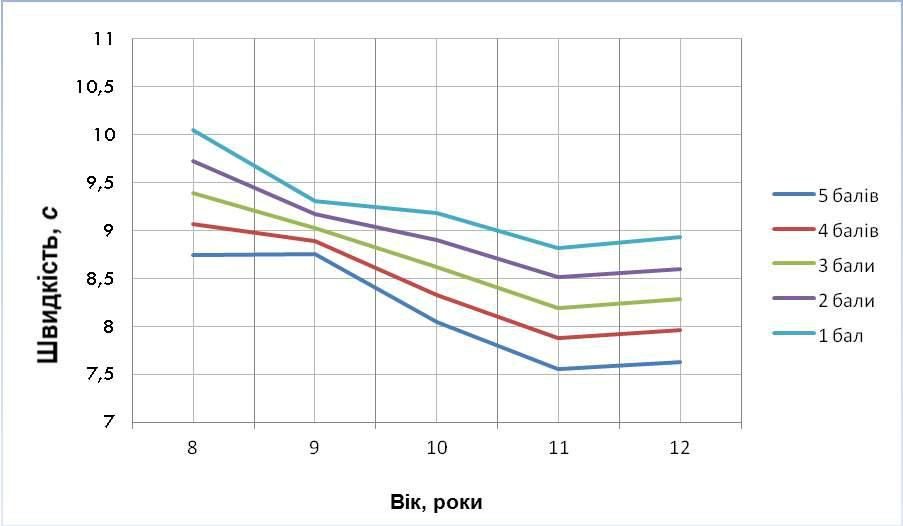 11
10,5
10
9,5
9
8,5
8
7,5
7
Швидкість, с
8 9 10 11 12
Вік, роки
5 балів
4 балів
3 бали
2 бали
1 бал